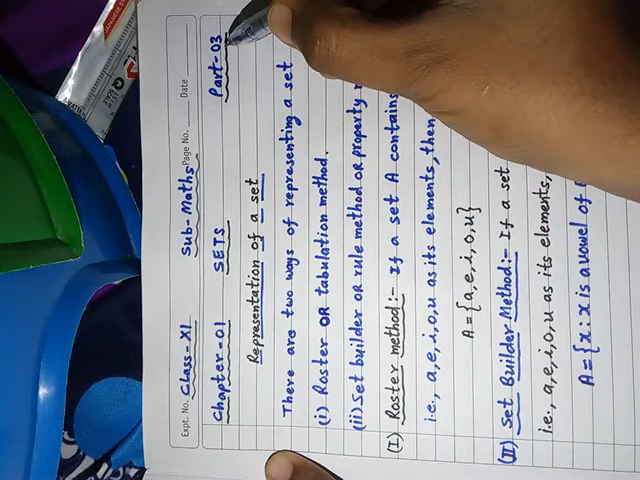 Expt. No. Class-XI Sub-Maths Page No. Date
Chapter-01 SETS Part-03
Representation of a set
There are two ways of representing a set
(i) Roster OR tabulation method.
(ii) Set builder OR rule method OR property
(I) Roster method:- If a set A contains
i.e., a,e,i,o,u as its elements, then
A = {a,e,i,o,u}
(II) Set Builder Method:- If a set
i.e., a,e,i,o,u as its elements,
A = {x: x is a vowel of